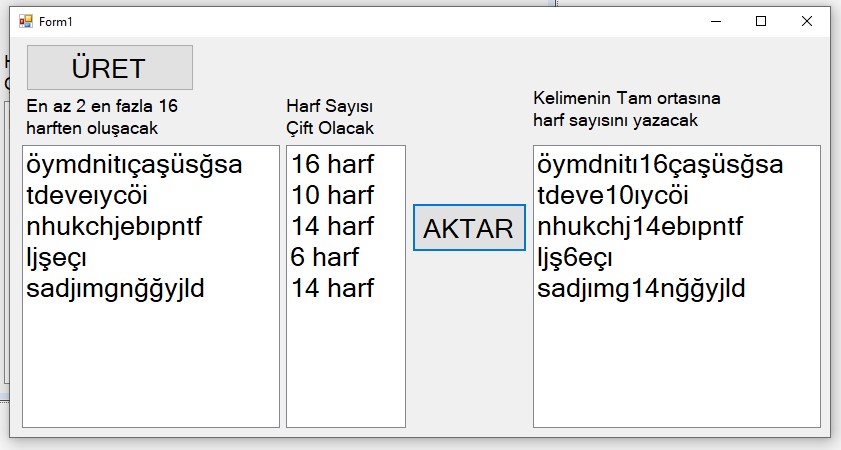 Form1
ÜRET
En az 2 en fazla 16
harften oluşacak
Harf Sayısı
Çift Olacak
Kelimenin Tam ortasına
harf sayısını yazacak
öymdnitıçaşüsğsa
tdeveıycöi
nhukchjebıpntf
ljşeçı
sadjımgnğğyjld
16 harf
10 harf
14 harf
6 harf
14 harf
AKTAR
öymdnitı16çaşüsğsa
tdeve10ıycöi
nhukchj14ebıpntf
ljş6eçı
sadjımg14nğğyjld